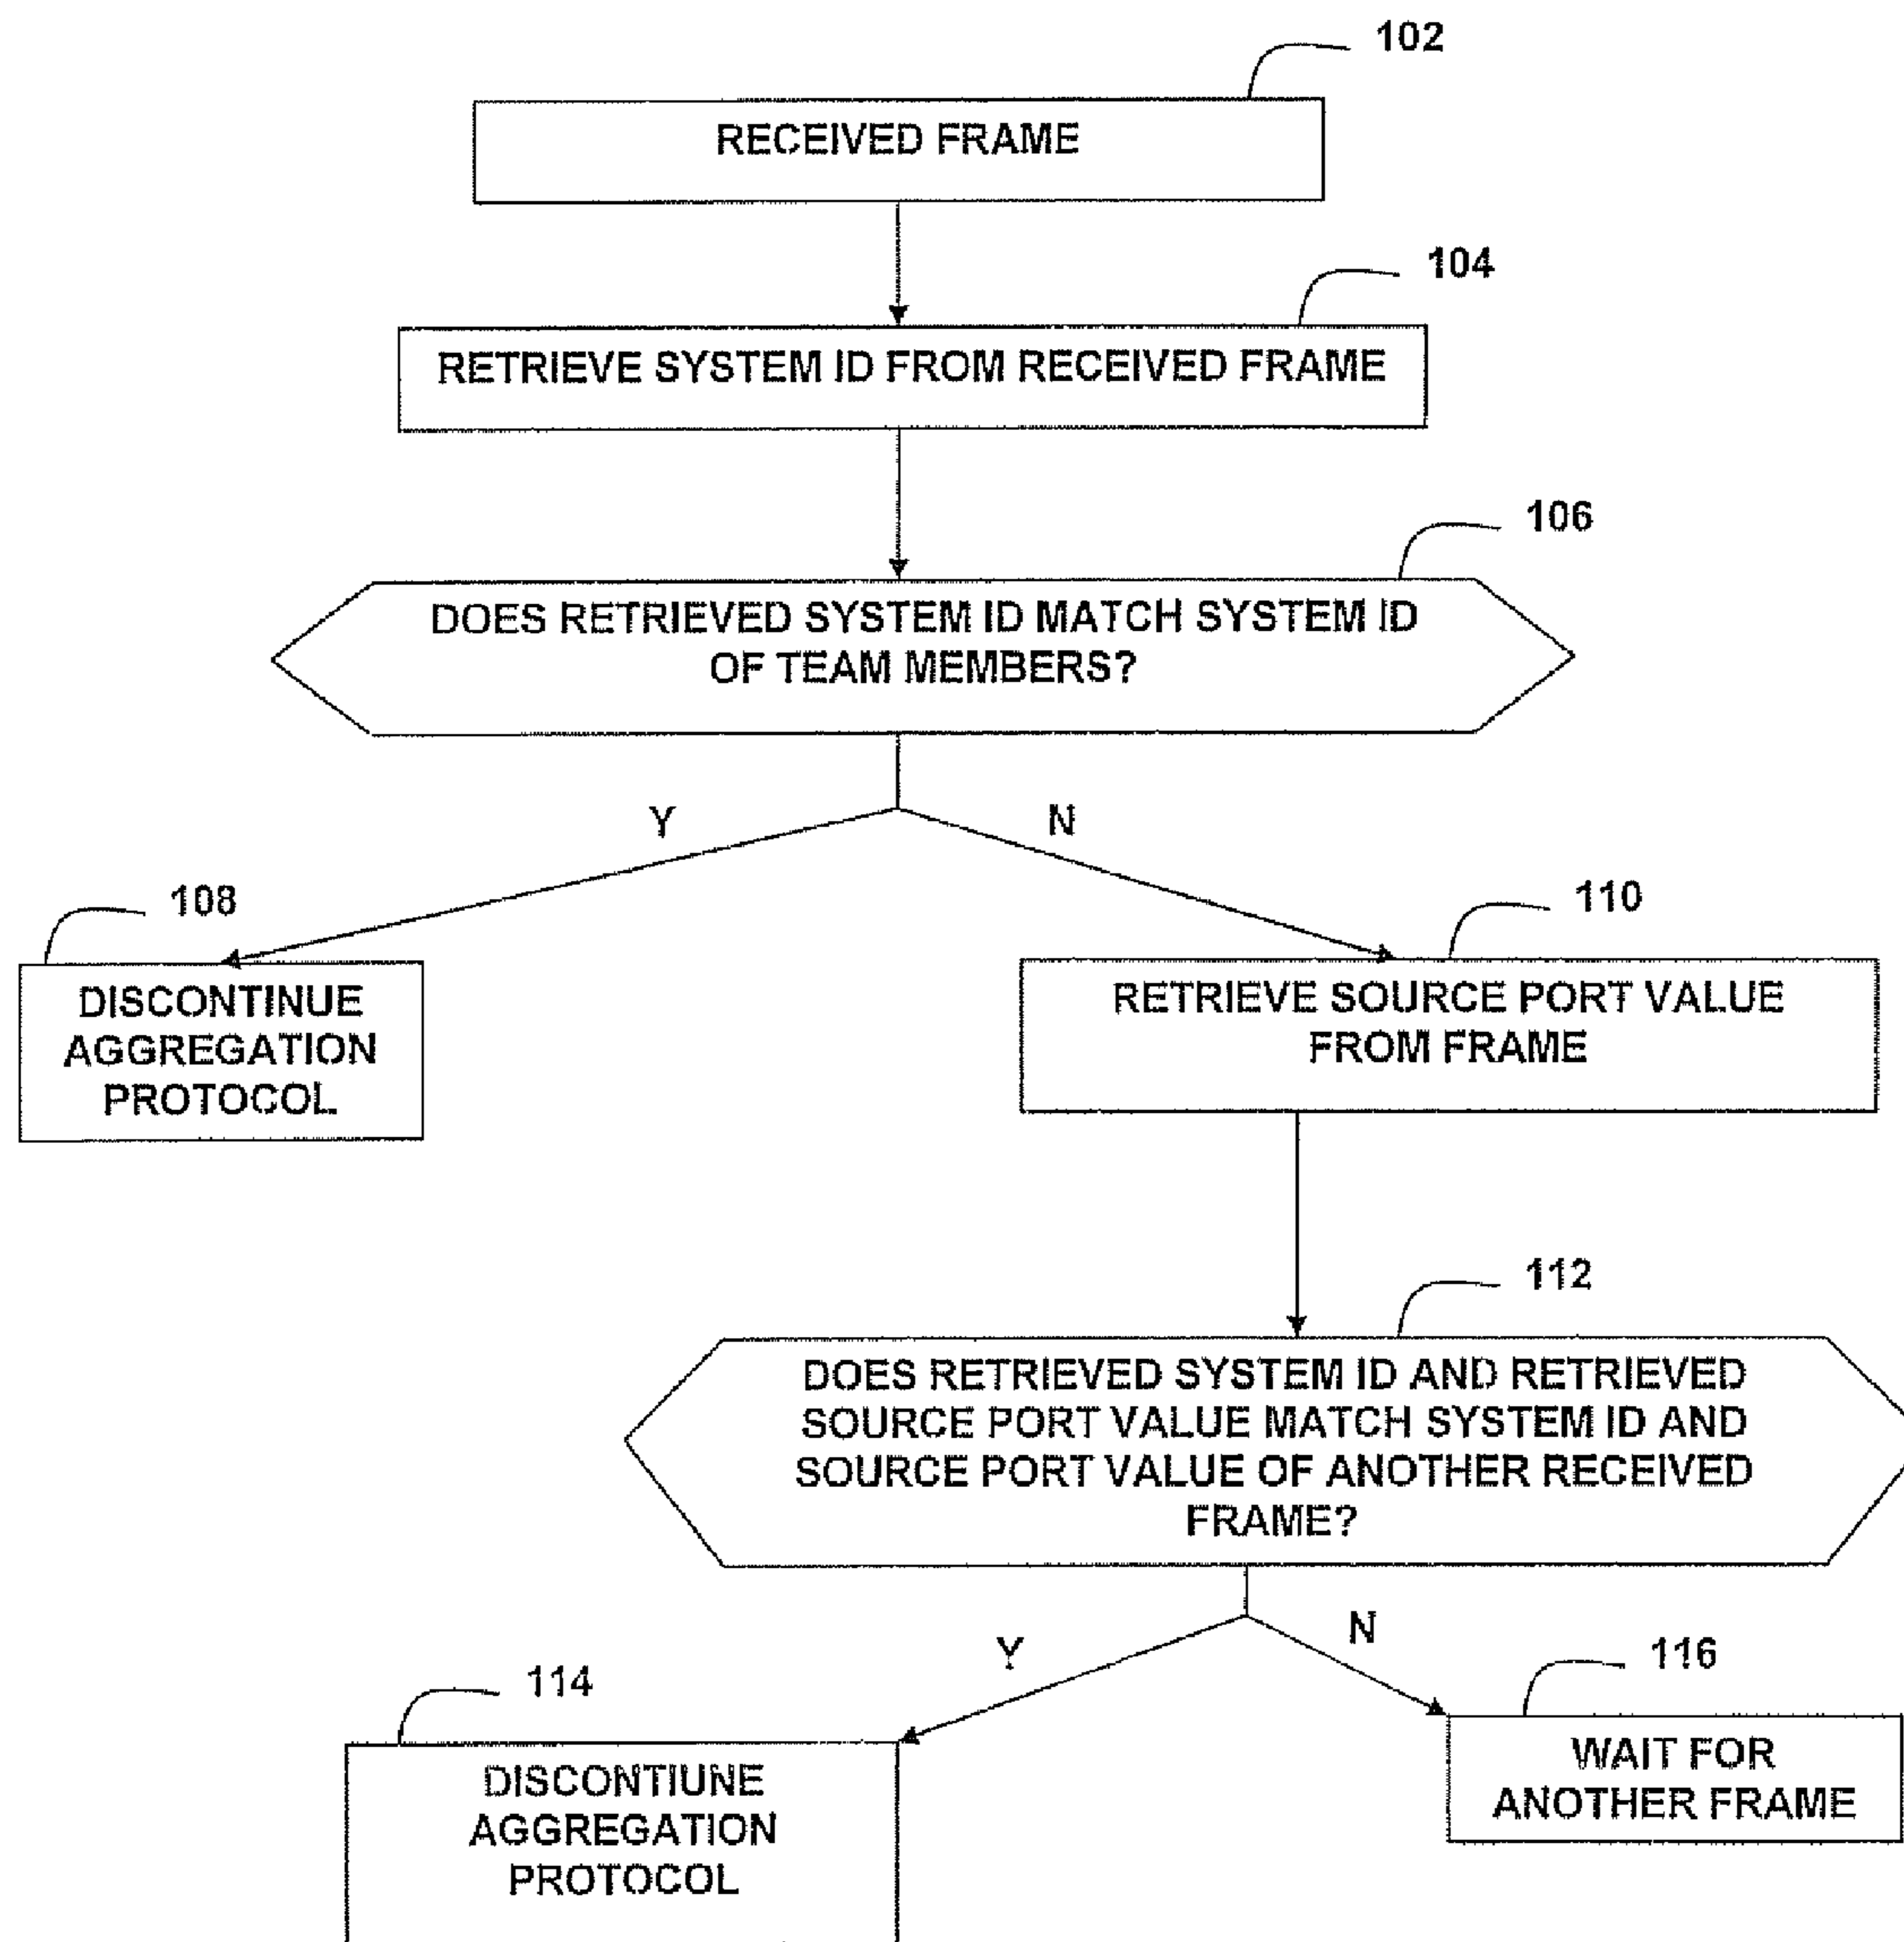 102
RECEIVED FRAME
104
RETRIEVE SYSTEM ID FROM RECEIVED FRAME
106
DOES RETRIEVED SYSTEM ID MATCH SYSTEM ID
OF TEAM MEMBERS?
Y
N
108
110
DISCONTINUE
AGGREGATION
PROTOCOL
RETRIEVE SOURCE PORT VALUE
FROM FRAME
112
DOES RETRIEVED SYSTEM ID AND RETRIEVED
SOURCE PORT VALUE MATCH SYSTEM ID AND
SOURCE PORT VALUE OF ANOTHER RECEIVED
FRAME?
Y
N
114
116
DISCONTIUNE
AGGREGATION
PROTOCOL
WAIT FOR
ANOTHER FRAME